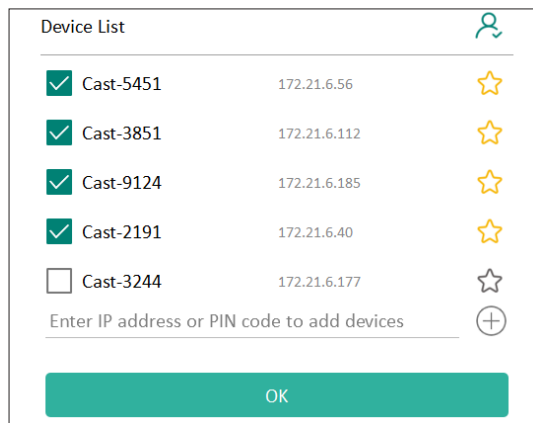 Device List
Cast-5451 172.21.6.56
Cast-3851 172.21.6.112
Cast-9124 172.21.6.185
Cast-2191 172.21.6.40
Cast-3244 172.21.6.177
Enter IP address or PIN code to add devices
OK